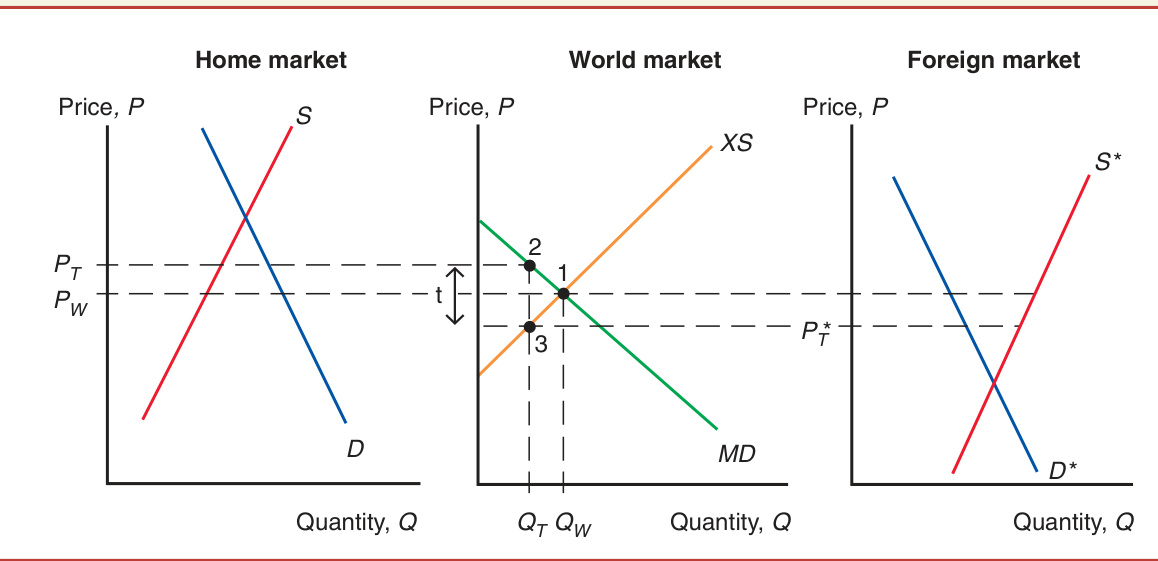 Home market
World market
Foreign market
Price, P
Price, P
Price, P
S
XS
S*
2
P_T
1
t
P_W
P_T*
3
D
MD
D*
Q_T Q_W
Quantity, Q
Quantity, Q
Quantity, Q